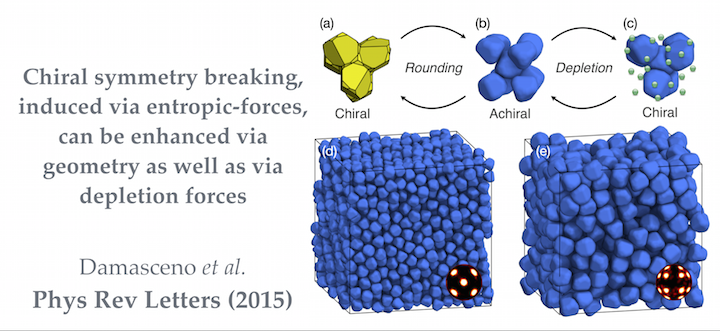 Chiral symmetry breaking,
induced via entropic-forces,
can be enhanced via
geometry as well as via
depletion forces
Damasceno et al.
Phys Rev Letters (2015)
(a)
(b)
(c)
Rounding
Depletion
Chiral
Achiral
Chiral
(d)
(e)